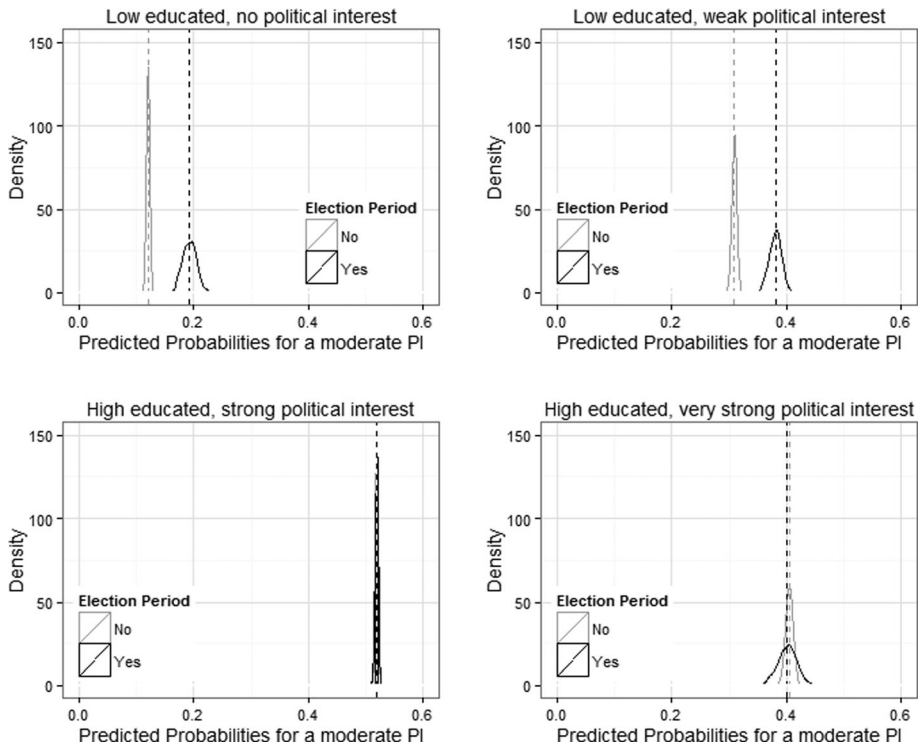 Low educated, no political interest
150
100
50
0
Density
Election Period
No
Yes
0.0 0.2 0.4 0.6
Predicted Probabilities for a moderate PI
Low educated, weak political interest
150
100
50
0
Density
Election Period
No
Yes
0.0 0.2 0.4 0.6
Predicted Probabilities for a moderate PI
High educated, strong political interest
150
100
50
0
Density
Election Period
No
Yes
0.0 0.2 0.4 0.6
Predicted Probabilities for a moderate PI
High educated, very strong political interest
150
100
50
0
Density
Election Period
No
Yes
0.0 0.2 0.4 0.6
Predicted Probabilities for a moderate PI